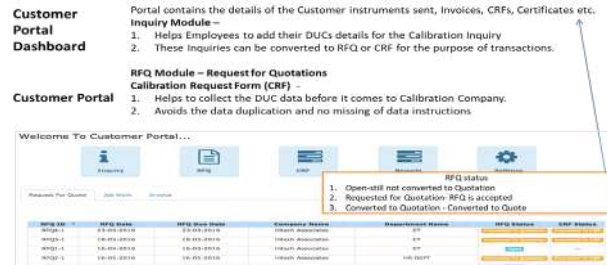 Customer
Portal
Dashboard
Portal contains the details of the Customer instruments sent, Invoices, CRFs, Certificates etc.
Inquiry Module –
1. Helps Employees to add their DUCs details for the Calibration Inquiry
2. These Inquiries can be converted to RFQ or CRF for the purpose of transactions.
RFQ Module – Request for Quotations
Calibration Request Form (CRF) -
Customer Portal
1. Helps to collect the DUC data before it comes to Calibration Company.
2. Avoids the data duplication and no missing of data instructions
Welcome To Customer Portal...
Inquiry RFQ CRF
RFQ status
1. Open-still not converted to Quotation
2. Requested for Quotation- RFQ is accepted
3. Converted to Quotation - Converted to Quote
Request For Quote Job Work Invoice
RFQ ID RFQ Date RFQ Due Date Company Name Department Name RFQ Status CRF Status